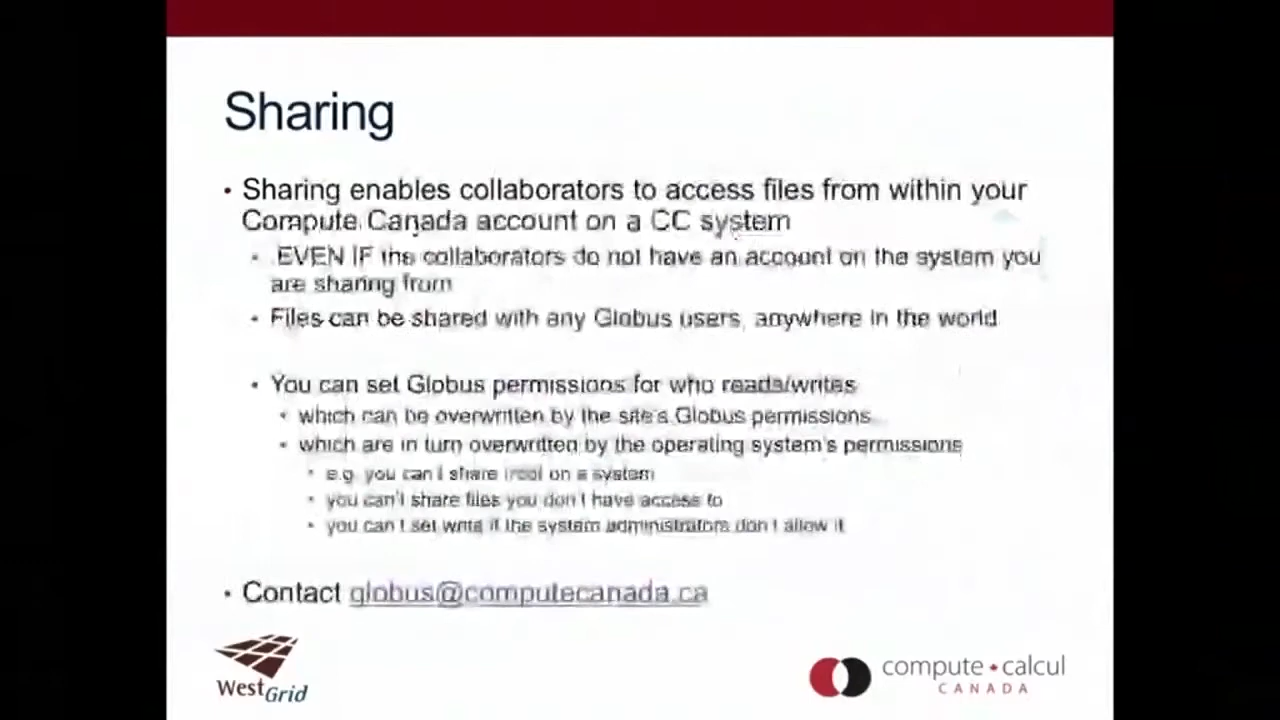 Sharing
• Sharing enables collaborators to access files from within your
Compute Canada account on a CC system
• EVEN IF the collaborators do not have an account on the system you
are sharing from
• Files can be shared with any Globus users, anywhere in the world
• You can set Globus permissions for who reads/writes
• which can be overwritten by the site's Globus permissions
• which are in turn overwritten by the operating system's permissions
• e.g. you can't share /root on a system
• you can't share files you don't have access to
• you can't set write if the system administrators don't allow it
• Contact globus@computecanada.ca
WestGrid
compute • calcul
CANADA